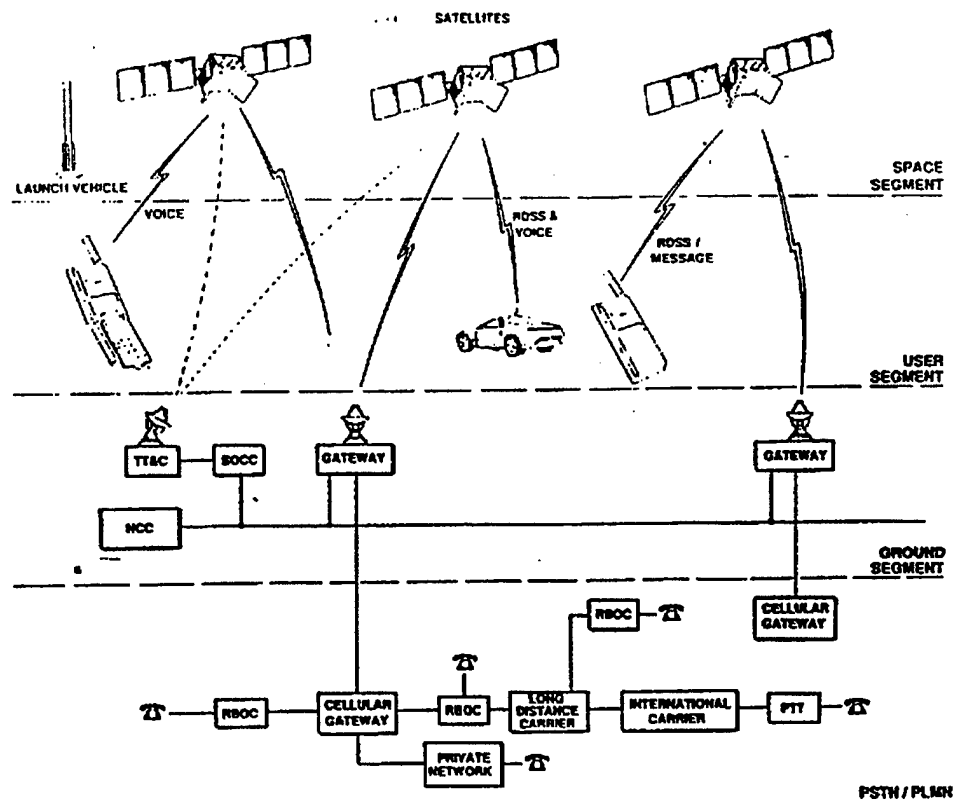 SATELLITES
LAUNCH VEHICLE
SPACE
SEGMENT
VOICE
RDSS &
VOICE
RDSS /
MESSAGE
USER
SEGMENT
TT&C
SOCC
GATEWAY
GATEWAY
NCC
GROUND
SEGMENT
RBOC
CELLULAR
GATEWAY
RBOC
CELLULAR
GATEWAY
RBOC
LONG
DISTANCE
CARRIER
INTERNATIONAL
CARRIER
PTT
PRIVATE
NETWORK
PSTN / PLMN